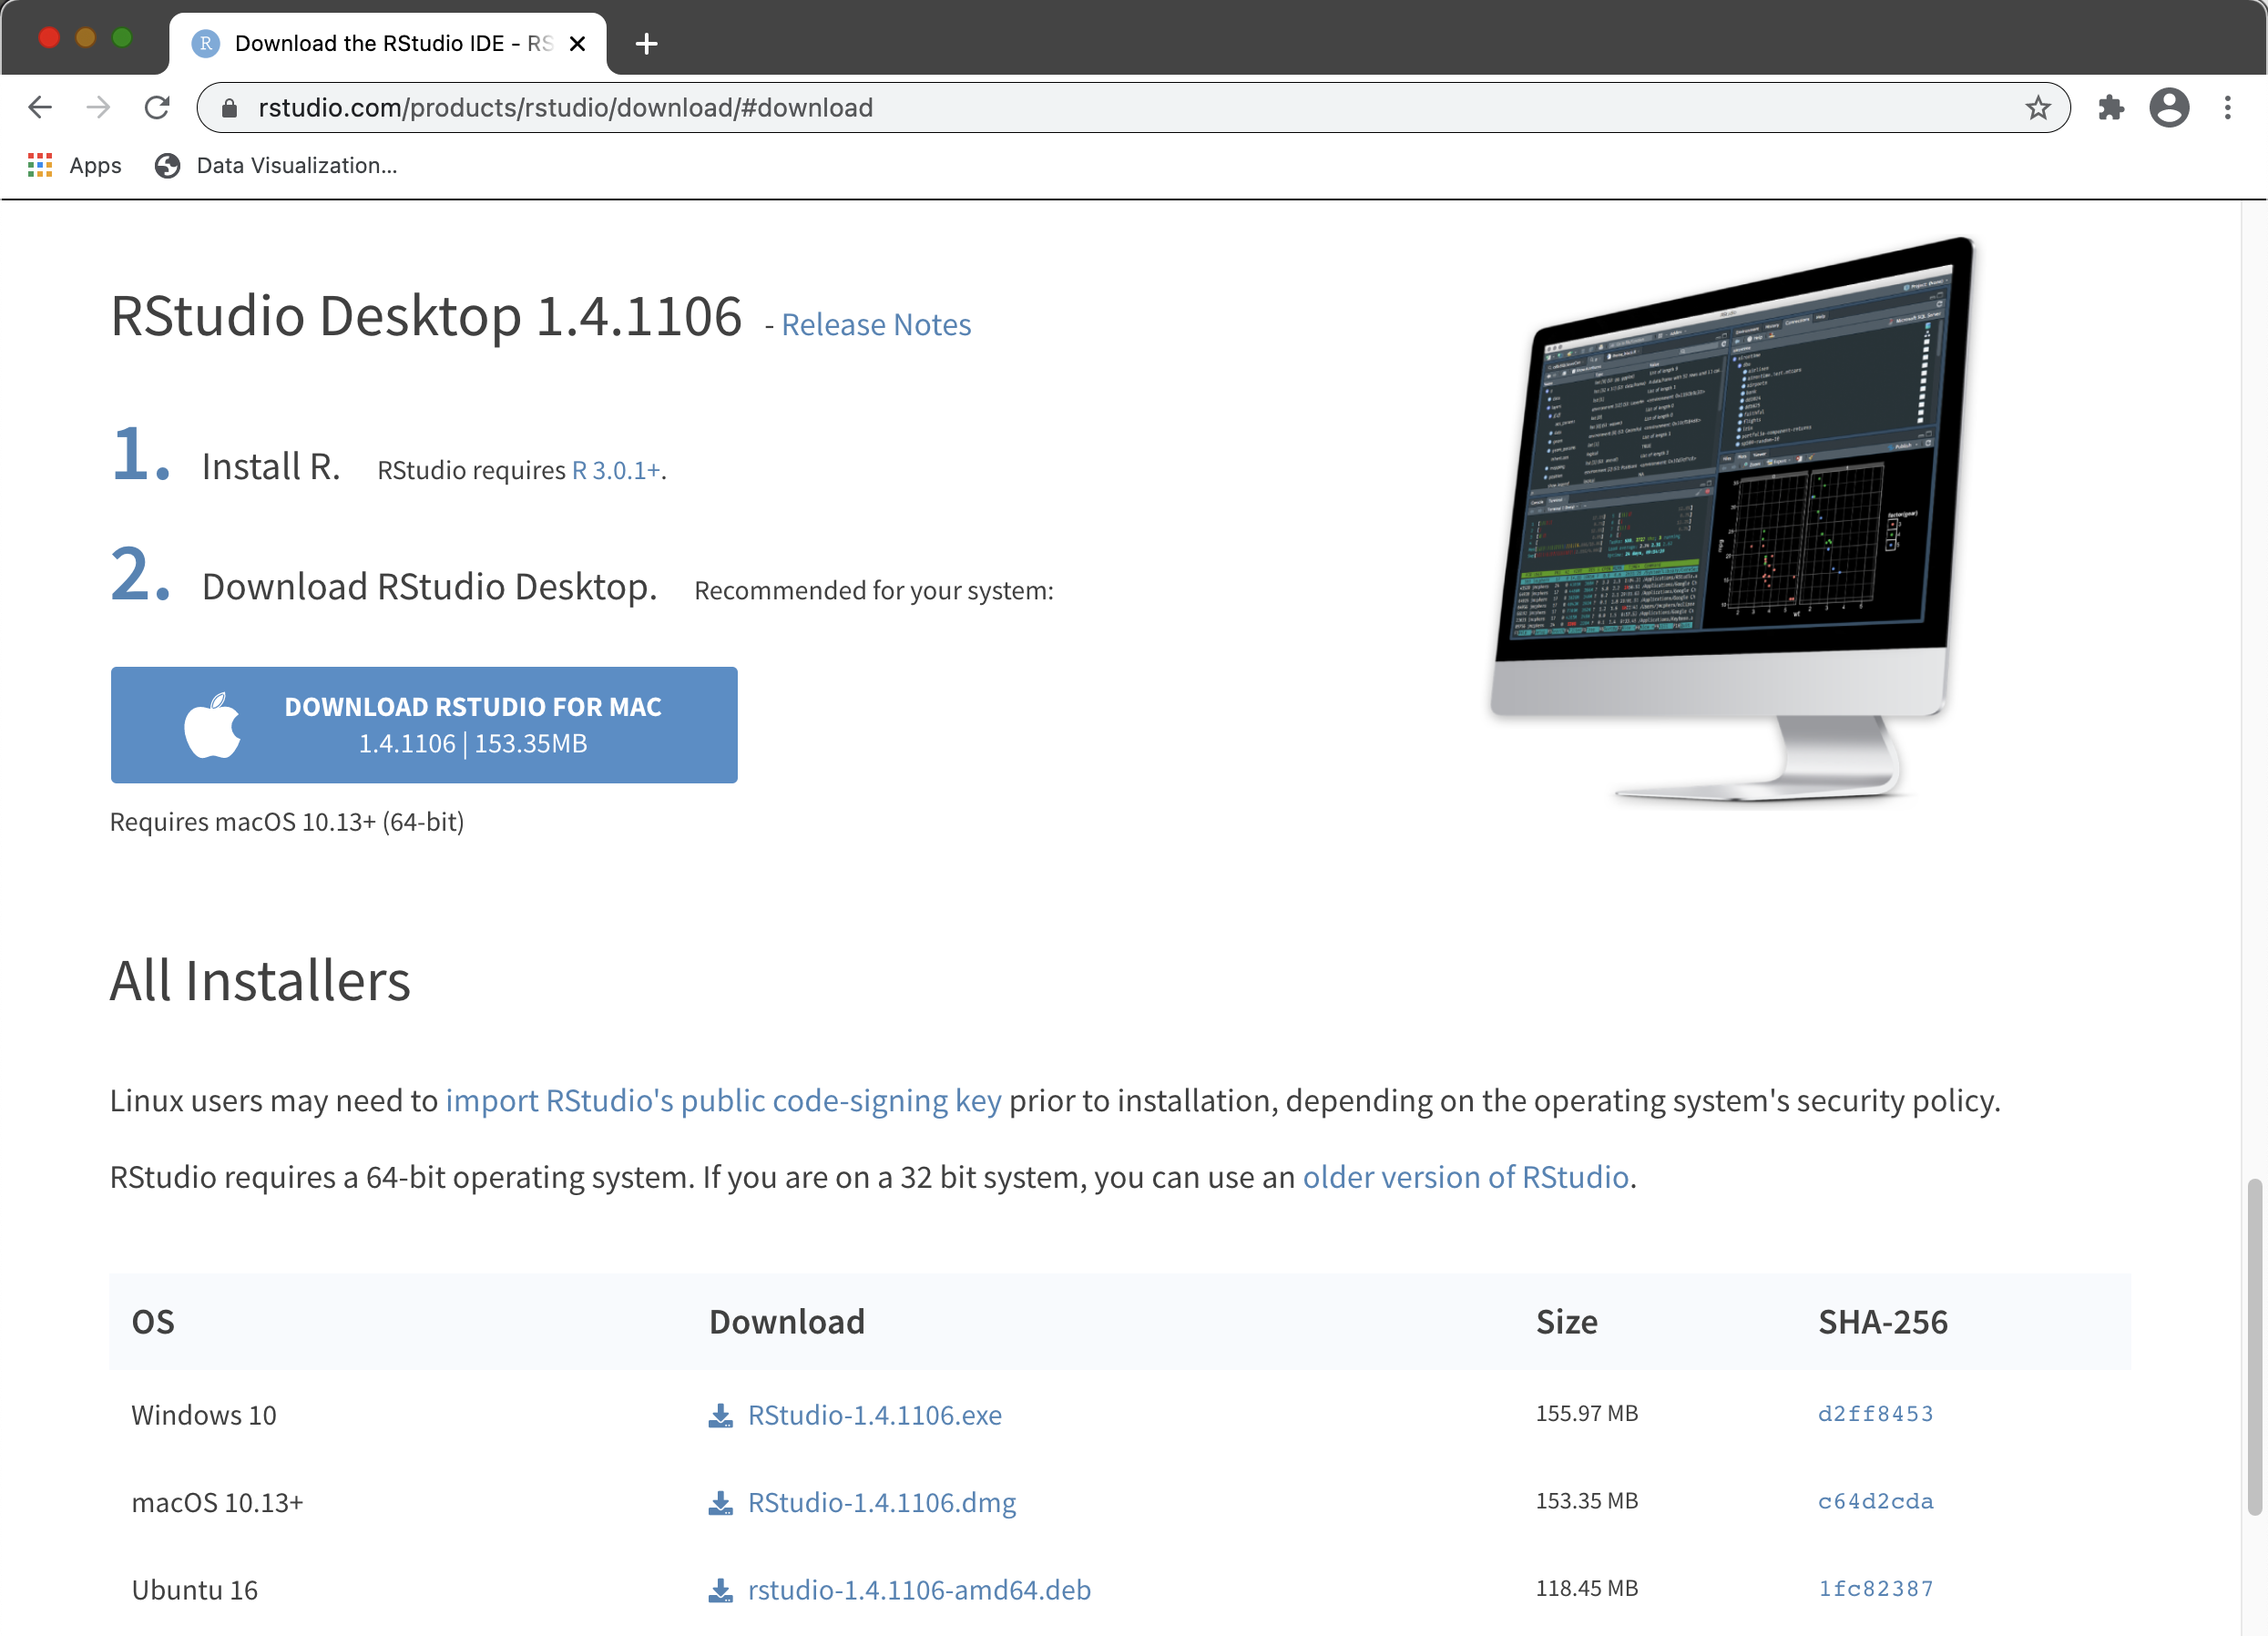 Download the RStudio IDE - RS
rstudio.com/products/rstudio/download/#download
Apps
Data Visualization...
RStudio Desktop 1.4.1106 - Release Notes
1. Install R. RStudio requires R 3.0.1+.
2. Download RStudio Desktop. Recommended for your system:
DOWNLOAD RSTUDIO FOR MAC
1.4.1106 | 153.35MB
Requires macOS 10.13+ (64-bit)
All Installers
Linux users may need to import RStudio's public code-signing key prior to installation, depending on the operating system's security policy.
RStudio requires a 64-bit operating system. If you are on a 32 bit system, you can use an older version of RStudio.
OS Download Size SHA-256
Windows 10 RStudio-1.4.1106.exe 155.97 MB d2ff8453
macOS 10.13+ RStudio-1.4.1106.dmg 153.35 MB c64d2cda
Ubuntu 16 rstudio-1.4.1106-amd64.deb 118.45 MB 1fc82387